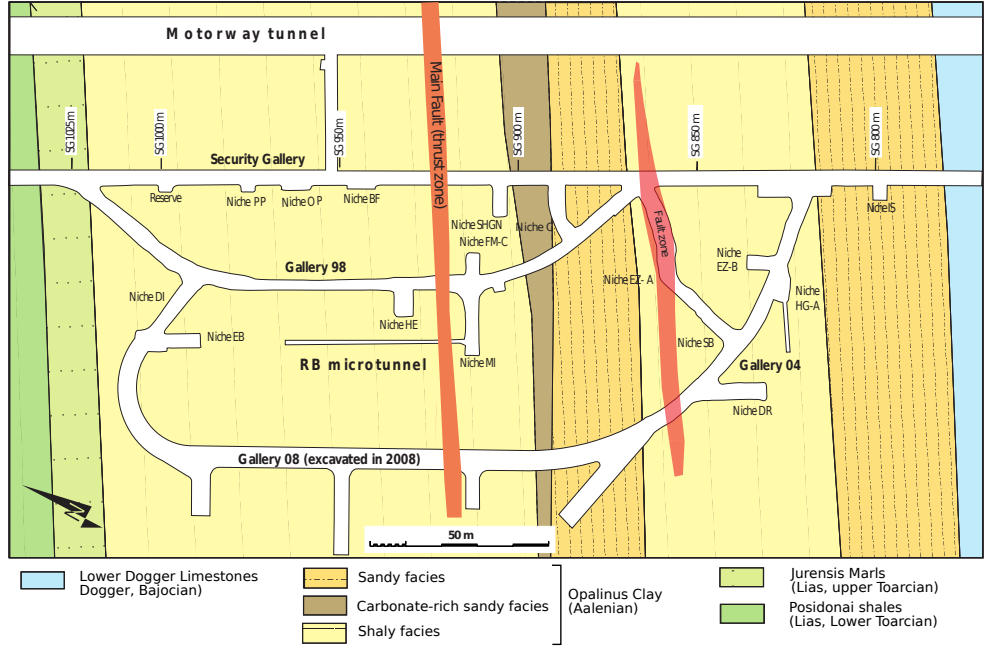 Motorway tunnel
Main Fault (thrust zone)
SG 1025 m
SG 1000 m
SG 950 m
SG 900 m
SG 850 m
SG 800 m
Security Gallery
Reserve
Niche PP
Niche OP
Niche BF
Niche SHGN
Niche FM-C
Niche C
Niche IS
Fault zone
Niche
EZ-B
Gallery 98
Niche EZ- A
Niche DI
Niche
HG-A
Niche HE
Niche EB
Niche SB
RB microtunnel
Niche MI
Gallery 04
Niche DR
Gallery 08 (excavated in 2008)
N
50 m
Lower Dogger Limestones
Dogger, Bajocian)
Sandy facies
Carbonate-rich sandy facies
Shaly facies
Opalinus Clay
(Aalenian)
Jurensis Marls
(Lias, upper Toarcian)
Posidonai shales
(Lias, Lower Toarcian)